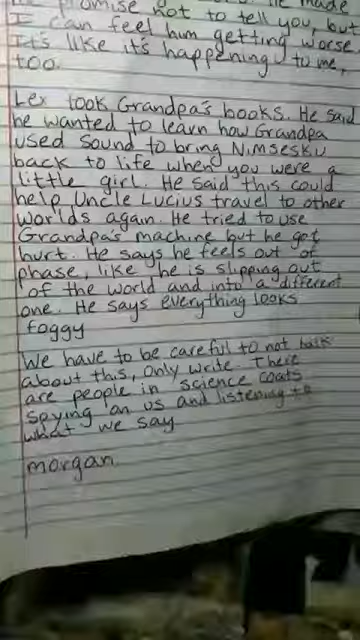 promise not to tell you, but
I can feel him getting worse
It's like it's happening to me,
too.
Lex took Grandpa's books. He said
he wanted to learn how Grandpa
used sound to bring Nimsesku
back to life when you were a
little girl. He said this could
help Uncle Lucius travel to other
worlds again. He tried to use
Grandpa's machine but he got
hurt. He says he feels out of
phase, like he is slipping out
of the world and into a different
one. He says everything looks
foggy
We have to be careful to not talk
about this, only write. There
are people in science coats
spying on us and listening to
what we say
morgan